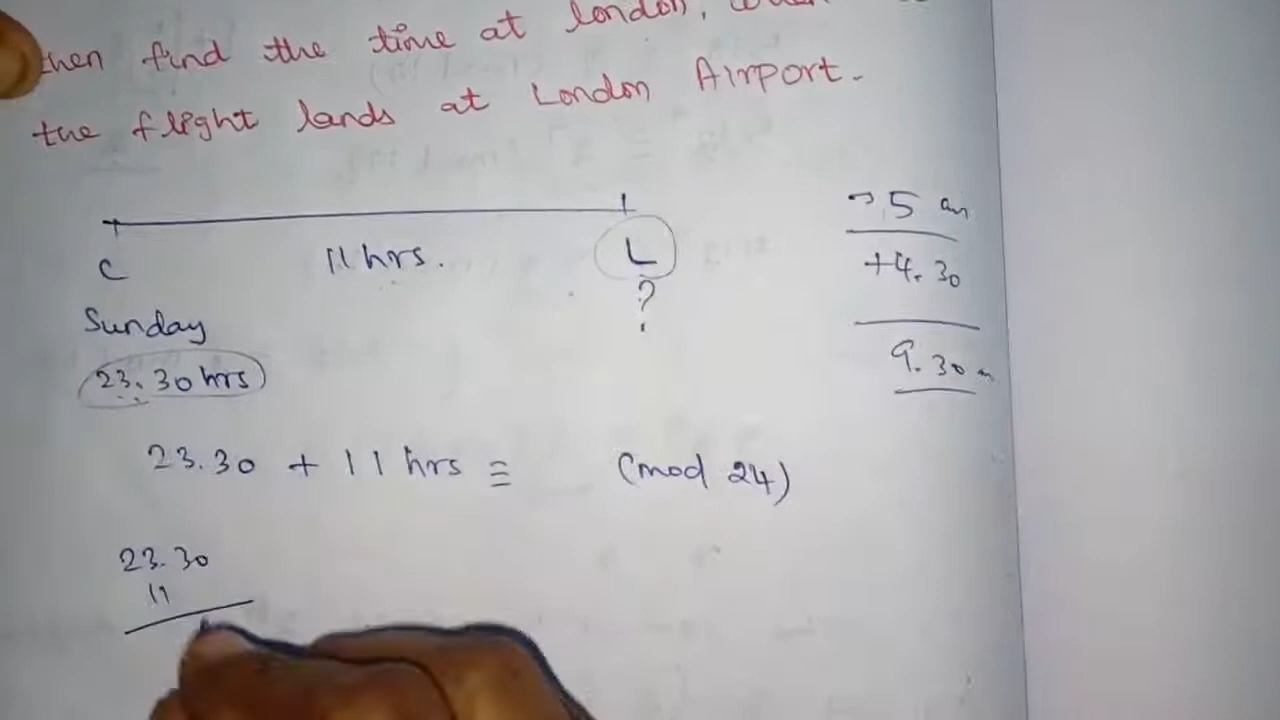 then find the time at london,
the flight lands at London Airport.
C 11 hrs. L
?
Sunday
23.30 hrs
→ 5 am
+4.30
9.30 m
23.30 + 11 hrs ≡ (mod 24)
23.30
11